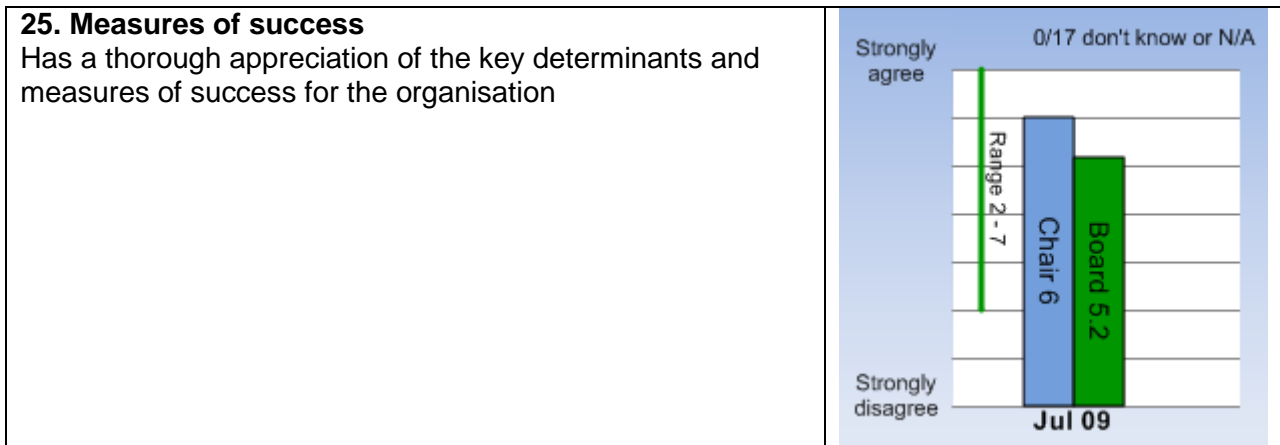 25. Measures of success
Has a thorough appreciation of the key determinants and
measures of success for the organisation
0/17 don't know or N/A
Strongly
agree
Range 2 - 7
Chair 6
Board 5.2
Strongly
disagree
Jul 09